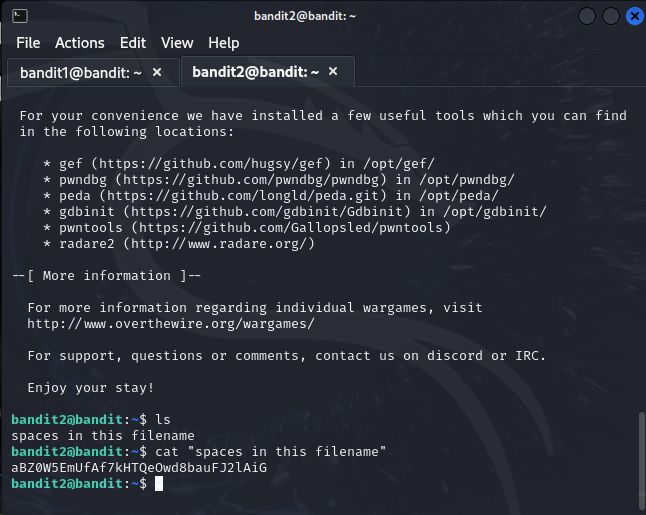 bandit2@bandit: ~
File Actions Edit View Help
bandit1@bandit: ~ × bandit2@bandit: ~ ×
For your convenience we have installed a few useful tools which you can find
in the following locations:
* gef (https://github.com/hugsy/gef) in /opt/gef/
* pwndbg (https://github.com/pwndbg/pwndbg) in /opt/pwndbg/
* peda (https://github.com/longld/peda.git) in /opt/peda/
* gdbinit (https://github.com/gdbinit/Gdbinit) in /opt/gdbinit/
* pwntools (https://github.com/Gallopsled/pwntools)
* radare2 (http://www.radare.org/)
--[ More information ]--
For more information regarding individual wargames, visit
http://www.overthewire.org/wargames/
For support, questions or comments, contact us on discord or IRC.
Enjoy your stay!
bandit2@bandit:~$ ls
spaces in this filename
bandit2@bandit:~$ cat "spaces in this filename"
aBZ0W5EmUfAf7kHTQeOwd8bauFJ2lAiG
bandit2@bandit:~$